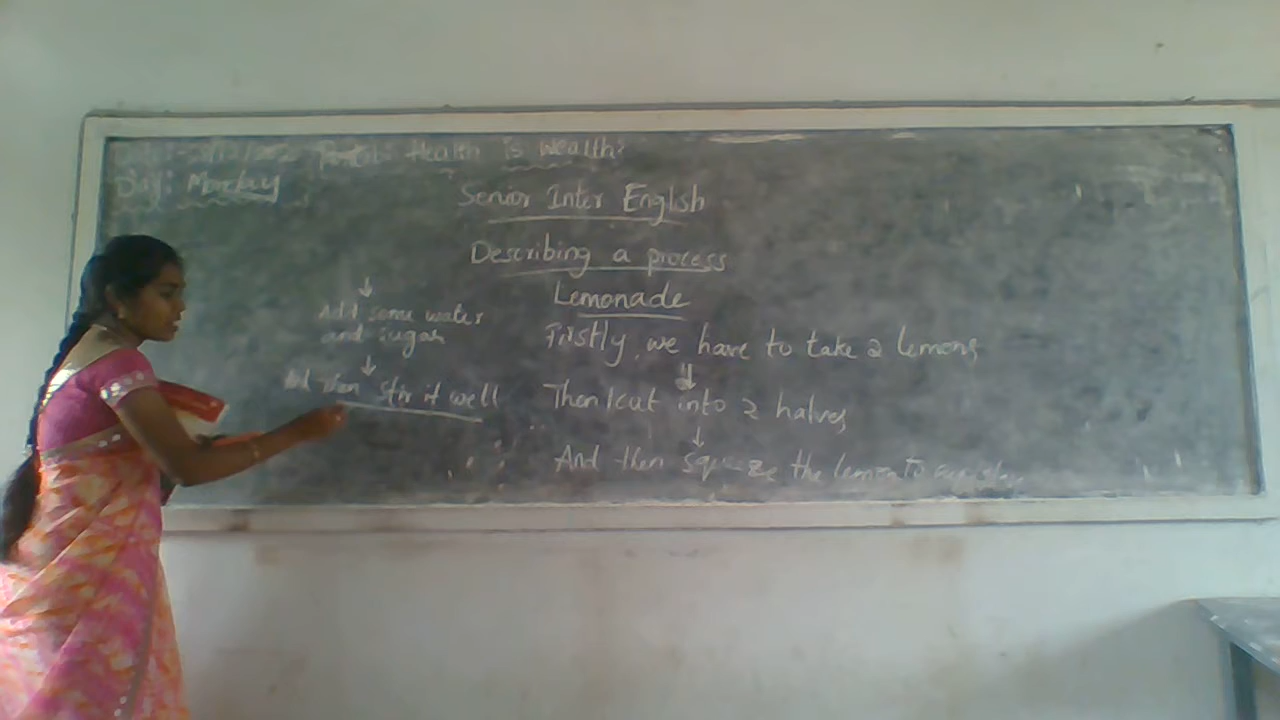 Health is wealth
Day: Monday
Senior Inter English
Describing a process
Lemonade
Firstly, we have to take 2 lemons
Then cut into 2 halves
And then squeeze the lemon to
Add some water
and sugar
And then stir it well